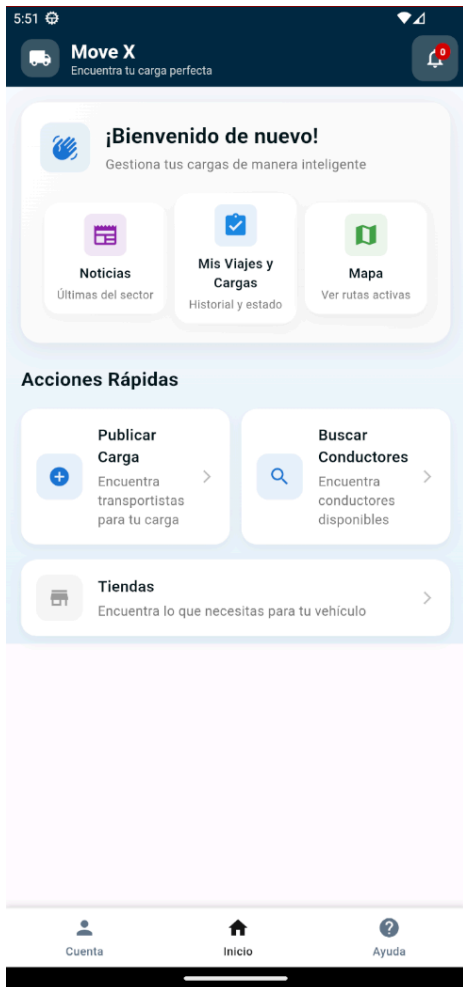 5:51
Move X
Encuentra tu carga perfecta
0
¡Bienvenido de nuevo!
Gestiona tus cargas de manera inteligente
Noticias
Últimas del sector
Mis Viajes y
Cargas
Historial y estado
Mapa
Ver rutas activas
Acciones Rápidas
Publicar
Carga
Encuentra
transportistas
para tu carga
Buscar
Conductores
Encuentra
conductores
disponibles
Tiendas
Encuentra lo que necesitas para tu vehículo
Cuenta
Inicio
Ayuda